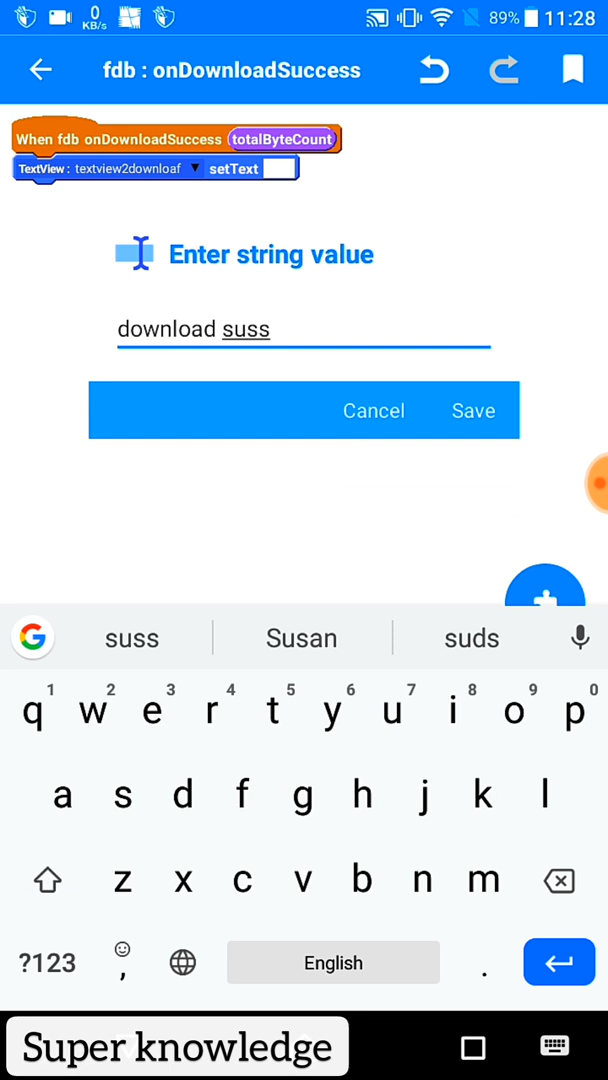 0
KB/s
89%
11:28
fdb : onDownloadSuccess
When fdb onDownloadSuccess totalByteCount
TextView : textview2downloaf ▼ setText
Enter string value
download suss
Cancel Save
G suss Susan suds
1 2 3 4 5 6 7 8 9 0
q w e r t y u i o p
a s d f g h j k l
z x c v b n m
?123 , English .
Super knowledge